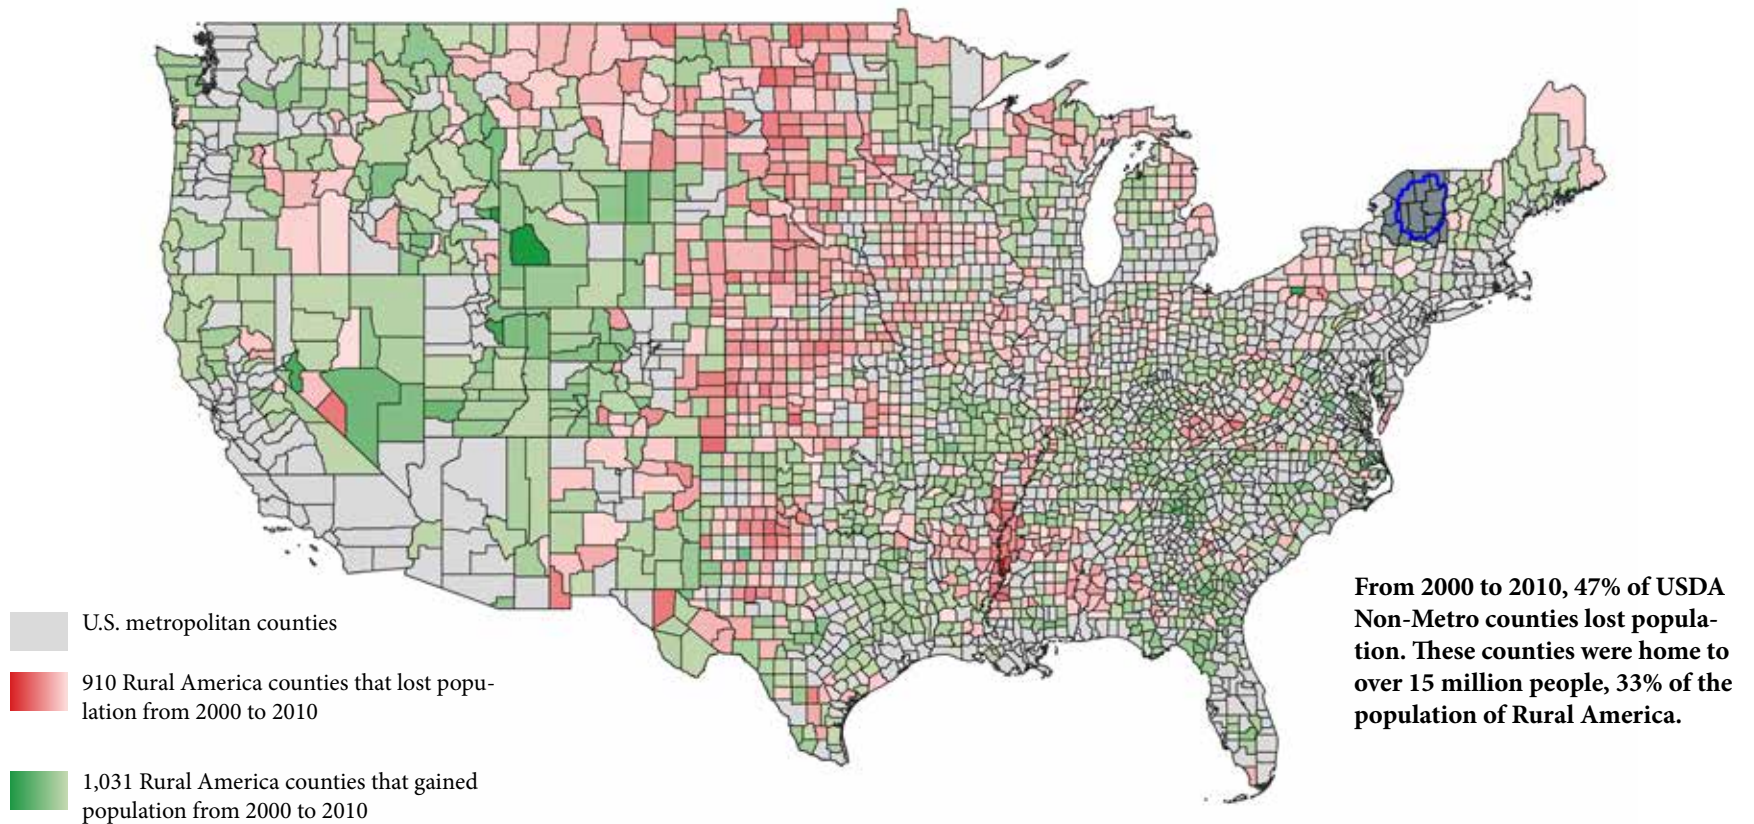 U.S. metropolitan counties
910 Rural America counties that lost popu-
lation from 2000 to 2010
1,031 Rural America counties that gained
population from 2000 to 2010
From 2000 to 2010, 47% of USDA
Non-Metro counties lost popula-
tion. These counties were home to
over 15 million people, 33% of the
population of Rural America.